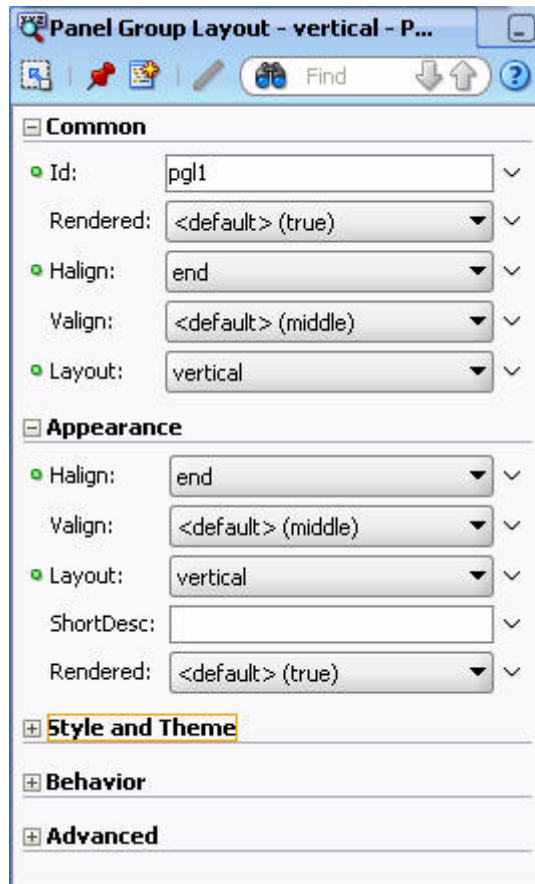 Panel Group Layout - vertical - P...
Find
Common
Id: pgl1
Rendered: <default> (true)
Halign: end
Valign: <default> (middle)
Layout: vertical
Appearance
Halign: end
Valign: <default> (middle)
Layout: vertical
ShortDesc:
Rendered: <default> (true)
Style and Theme
Behavior
Advanced